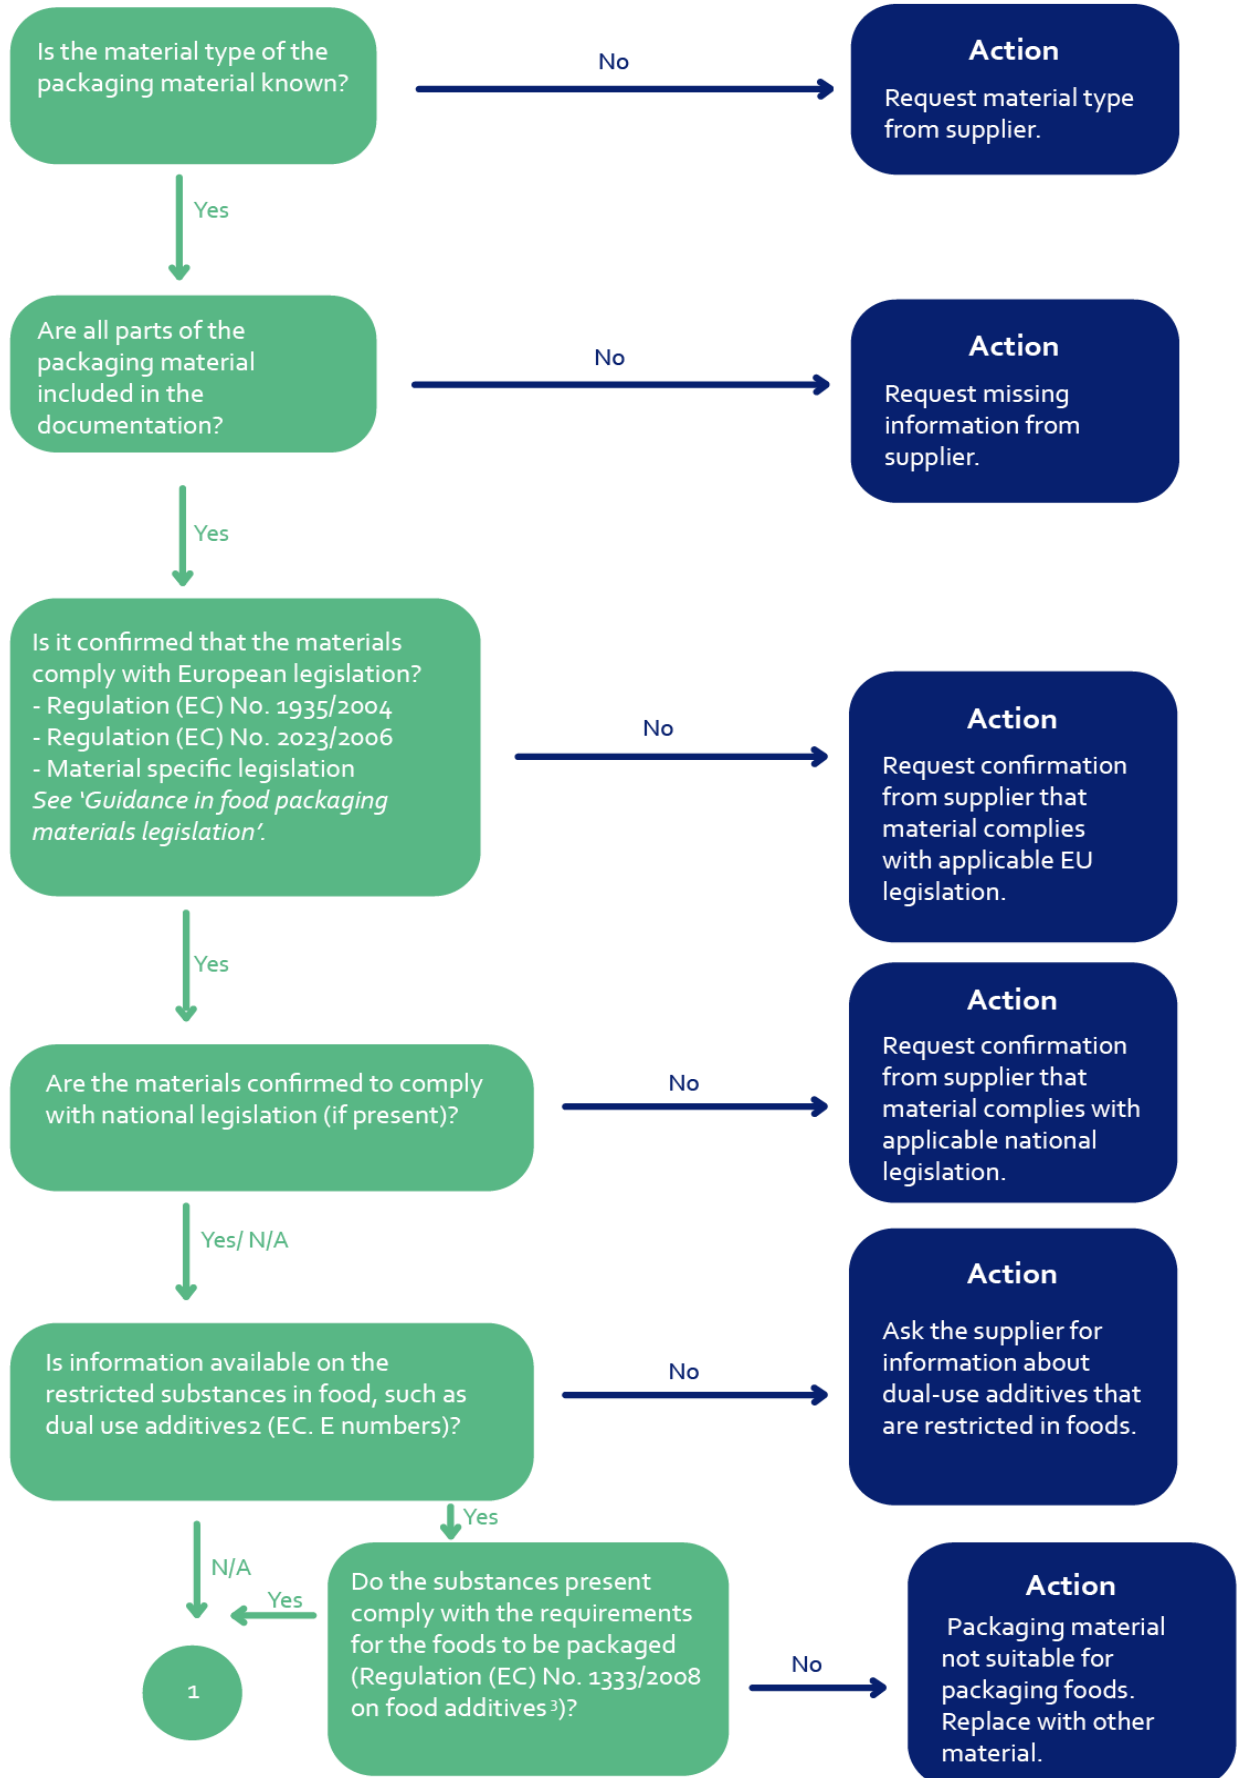 Is the material type of the
packaging material known?
No
Action
Request material type
from supplier.
Yes
Are all parts of the
packaging material
included in the
documentation?
No
Action
Request missing
information from
supplier.
Yes
Is it confirmed that the materials
comply with European legislation?
- Regulation (EC) No. 1935/2004
- Regulation (EC) No. 2023/2006
- Material specific legislation
See ‘Guidance in food packaging
materials legislation’.
No
Action
Request confirmation
from supplier that
material complies
with applicable EU
legislation.
Yes
Are the materials confirmed to comply
with national legislation (if present)?
No
Action
Request confirmation
from supplier that
material complies with
applicable national
legislation.
Yes/ N/A
Is information available on the
restricted substances in food, such as
dual use additives2 (EC. E numbers)?
No
Action
Ask the supplier for
information about
dual-use additives that
are restricted in foods.
Yes
N/A
Yes
1
Do the substances present
comply with the requirements
for the foods to be packaged
(Regulation (EC) No. 1333/2008
on food additives³)?
No
Action
Packaging material
not suitable for
packaging foods.
Replace with other
material.